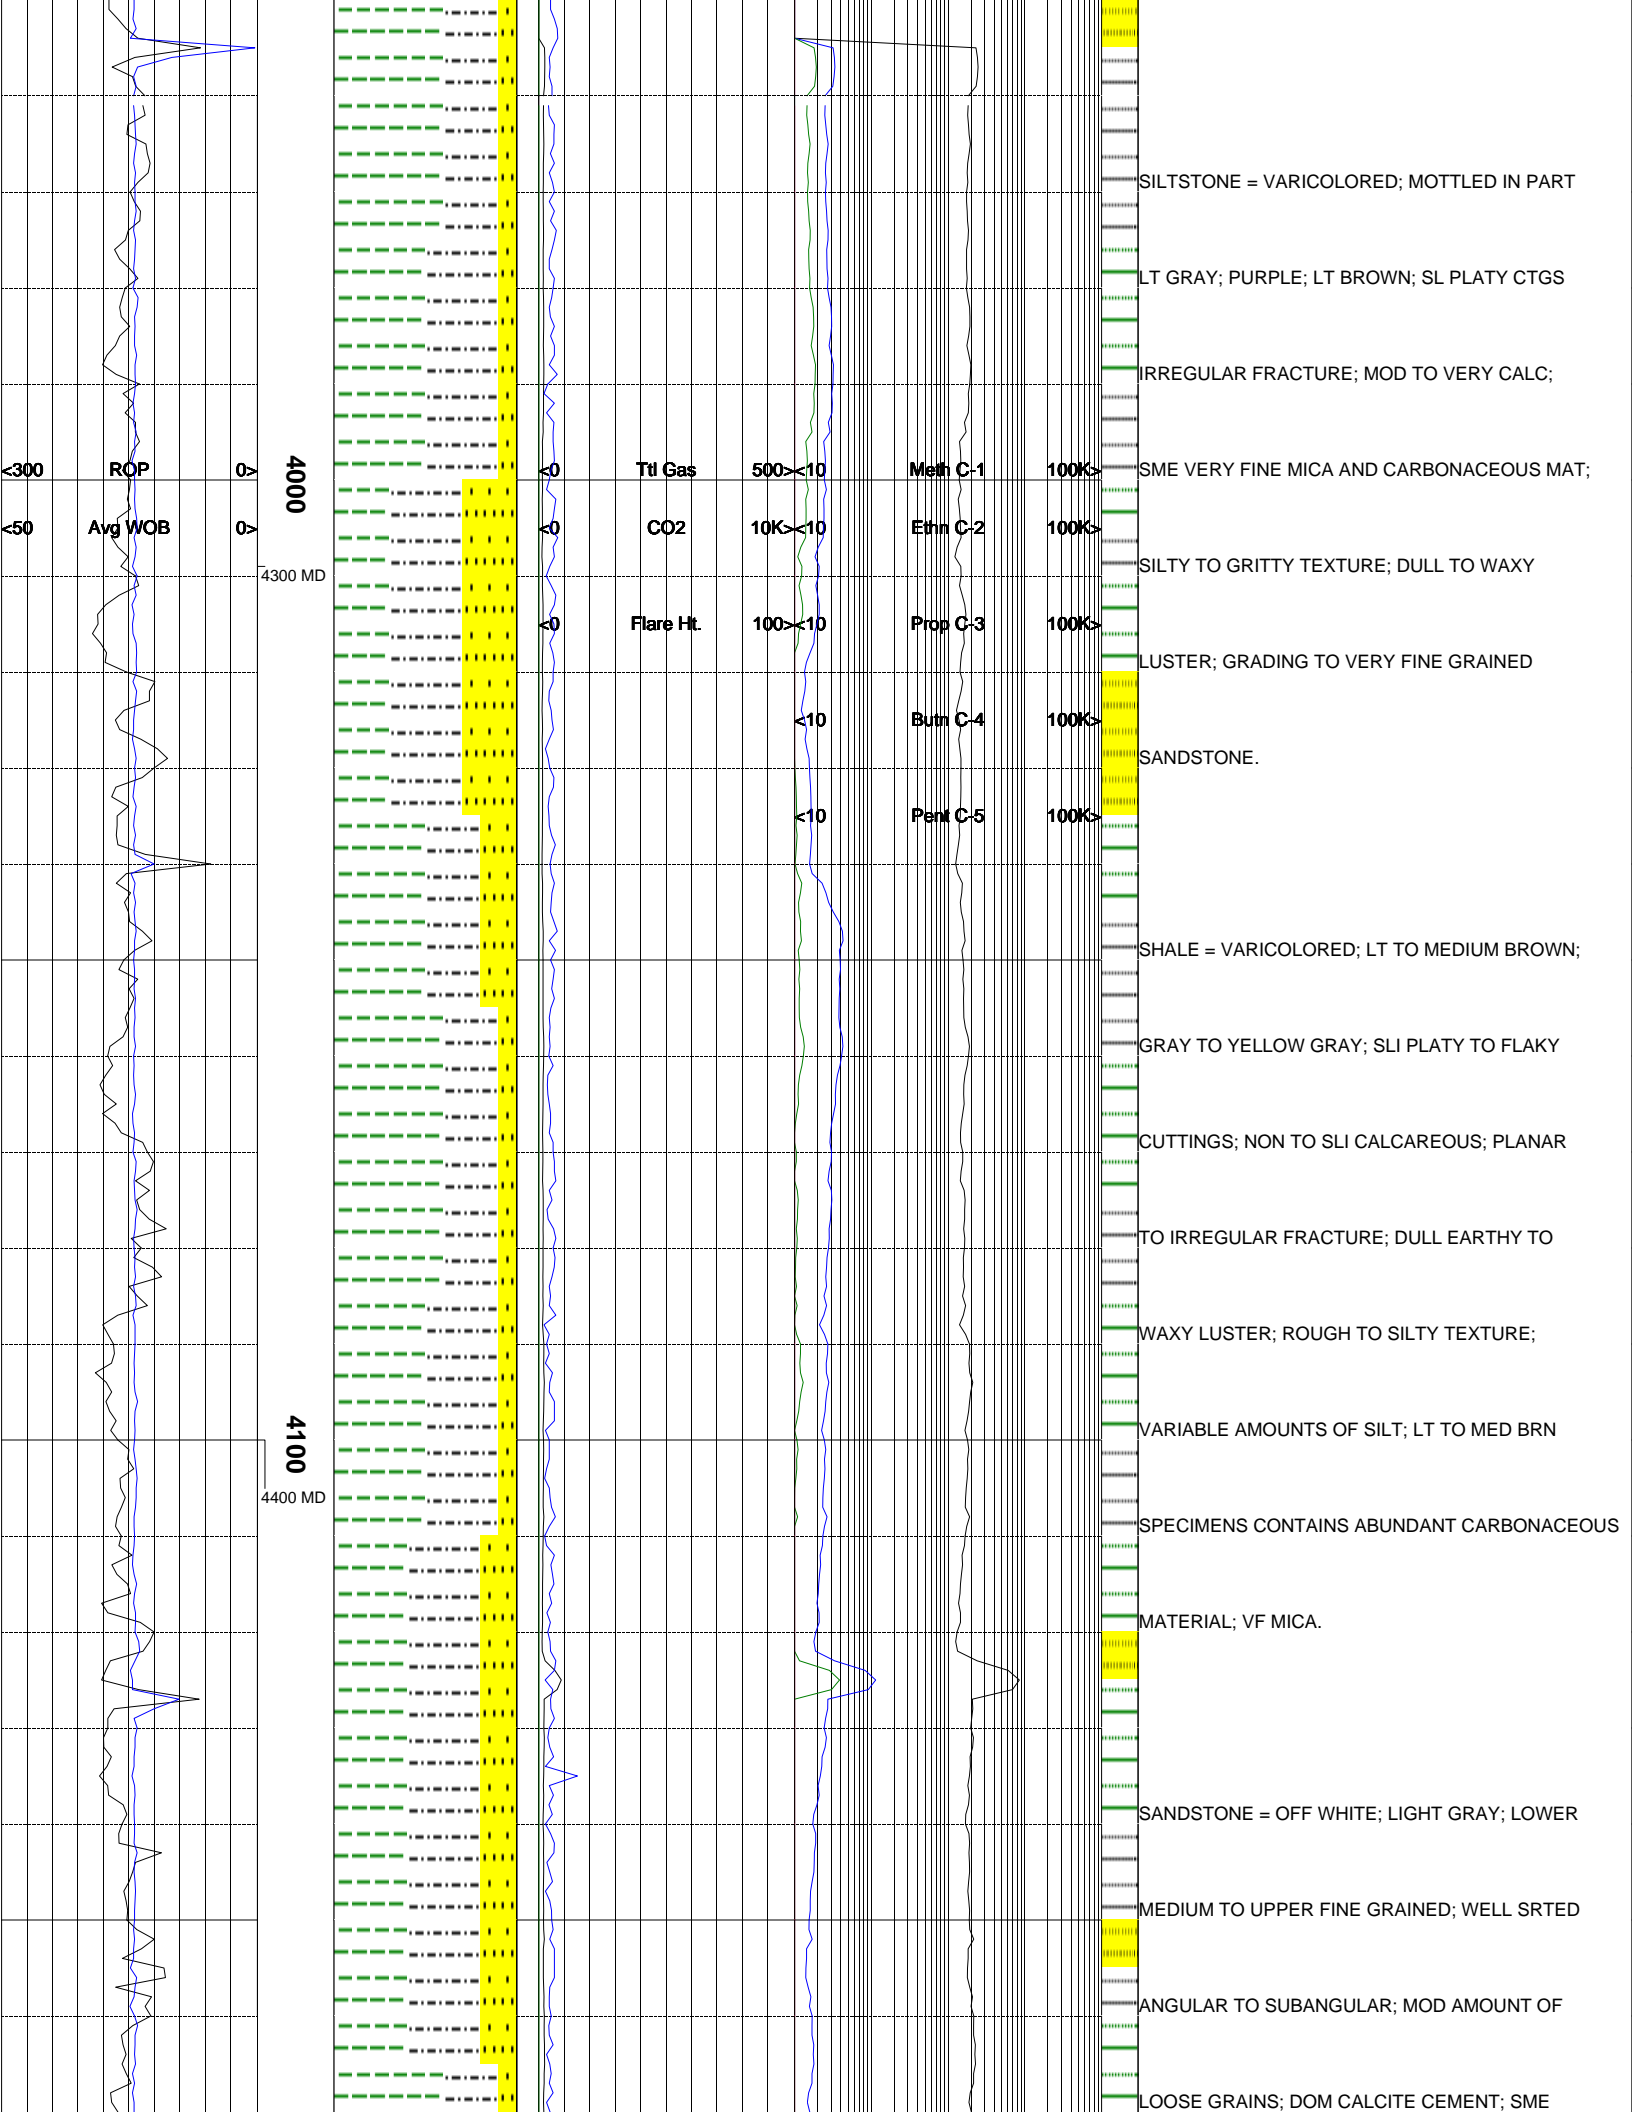 SILTSTONE = VARICOLORED; MOTTLED IN PART
LT GRAY; PURPLE; LT BROWN; SL PLATY CTGS
IRREGULAR FRACTURE; MOD TO VERY CALC;
<300 ROP 0> 4000 <0 Ttl Gas 500> <10 Meth C-1 100K> SME VERY FINE MICA AND CARBONACEOUS MAT;
<50 Avg WOB 0> <0 CO2 10K> <10 Ethn C-2 100K>
4300 MD SILTY TO GRITTY TEXTURE; DULL TO WAXY
<0 Flare Ht. 100> <10 Prop C-3 100K>
LUSTER; GRADING TO VERY FINE GRAINED
<10 Butn C-4 100K>
SANDSTONE.
<10 Pent C-5 100K>
SHALE = VARICOLORED; LT TO MEDIUM BROWN;
GRAY TO YELLOW GRAY; SLI PLATY TO FLAKY
CUTTINGS; NON TO SLI CALCAREOUS; PLANAR
TO IRREGULAR FRACTURE; DULL EARTHY TO
WAXY LUSTER; ROUGH TO SILTY TEXTURE;
4100 VARIABLE AMOUNTS OF SILT; LT TO MED BRN
4400 MD
SPECIMENS CONTAINS ABUNDANT CARBONACEOUS
MATERIAL; VF MICA.
SANDSTONE = OFF WHITE; LIGHT GRAY; LOWER
MEDIUM TO UPPER FINE GRAINED; WELL SRTED
ANGULAR TO SUBANGULAR; MOD AMOUNT OF
LOOSE GRAINS; DOM CALCITE CEMENT; SME